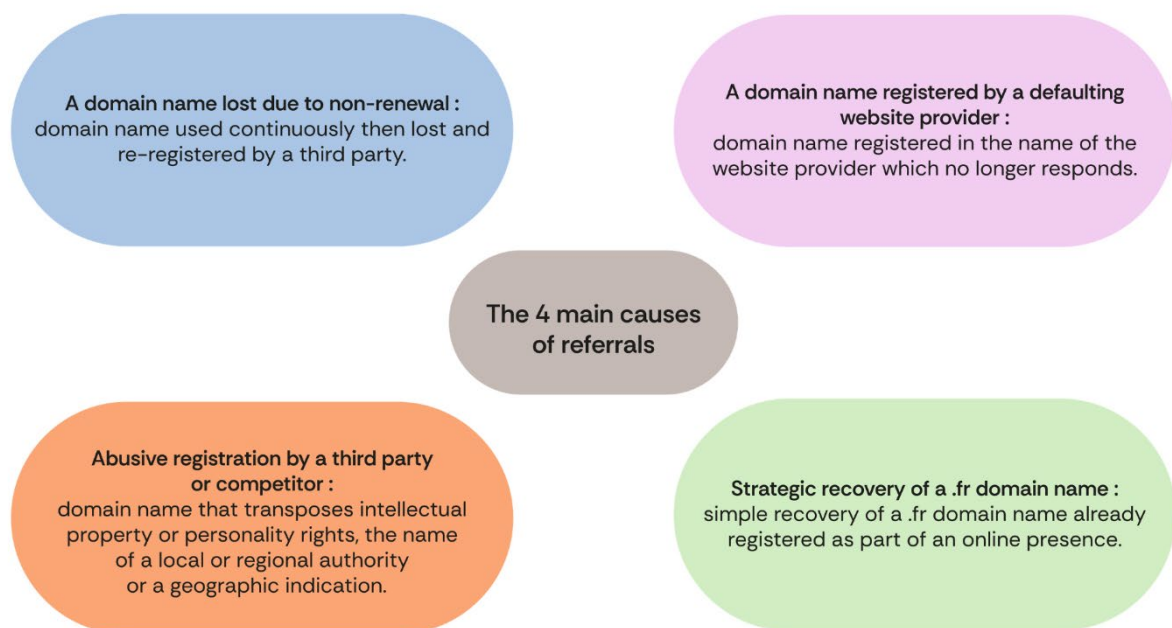 A domain name lost due to non-renewal :
domain name used continuously then lost and
re-registered by a third party.
A domain name registered by a defaulting
website provider :
domain name registered in the name of the
website provider which no longer responds.
The 4 main causes
of referrals
Abusive registration by a third party
or competitor :
domain name that transposes intellectual
property or personality rights, the name
of a local or regional authority
or a geographic indication.
Strategic recovery of a .fr domain name :
simple recovery of a .fr domain name already
registered as part of an online presence.